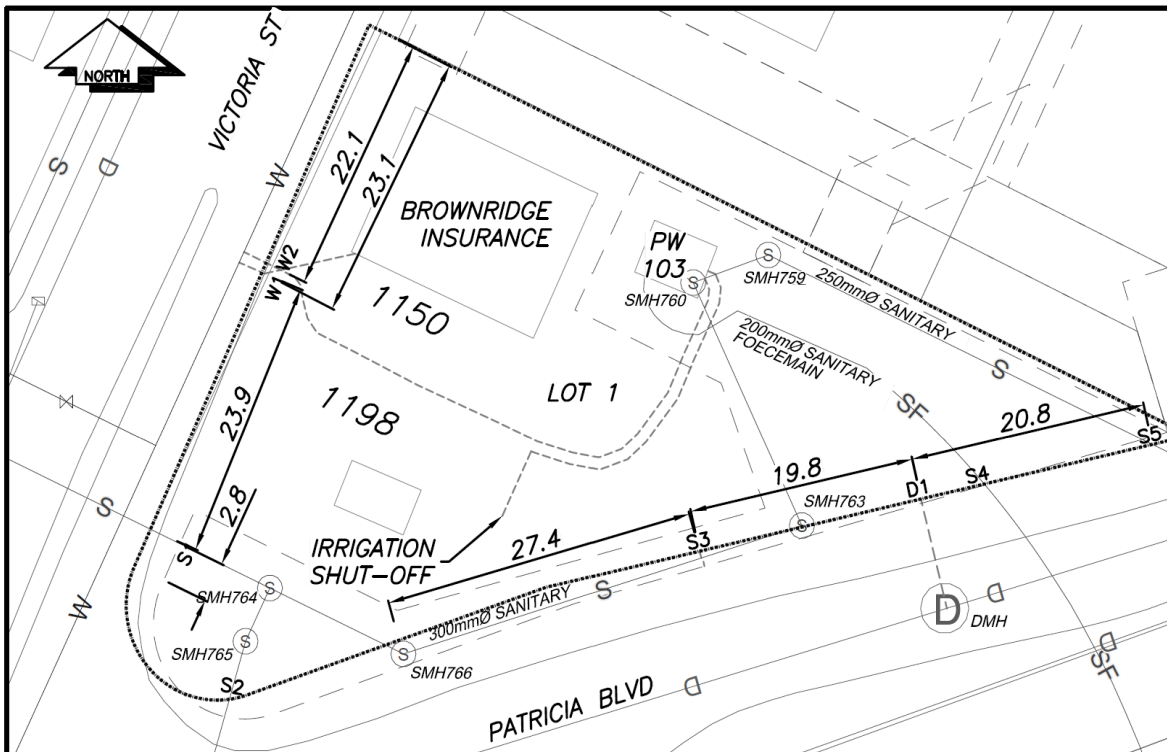 NORTH
VICTORIA ST
W
S
D
22.1
23.1
BROWNRIDGE
INSURANCE
PW
103
SMH759
SMH760
250mmØ SANITARY
200mmØ SANITARY
FOECEMAIN
S
S
S
SF
W1
W2
1150
1198
LOT 1
23.9
2.8
20.8
S5
S4
D1
19.8
SMH763
S3
27.4
IRRIGATION
SHUT-OFF
S
S
W
SMH764
S
SMH765
S
S2
300mmØ SANITARY
S
S
SMH766
S
D
DMH
D
D
SF
PATRICIA BLVD
D